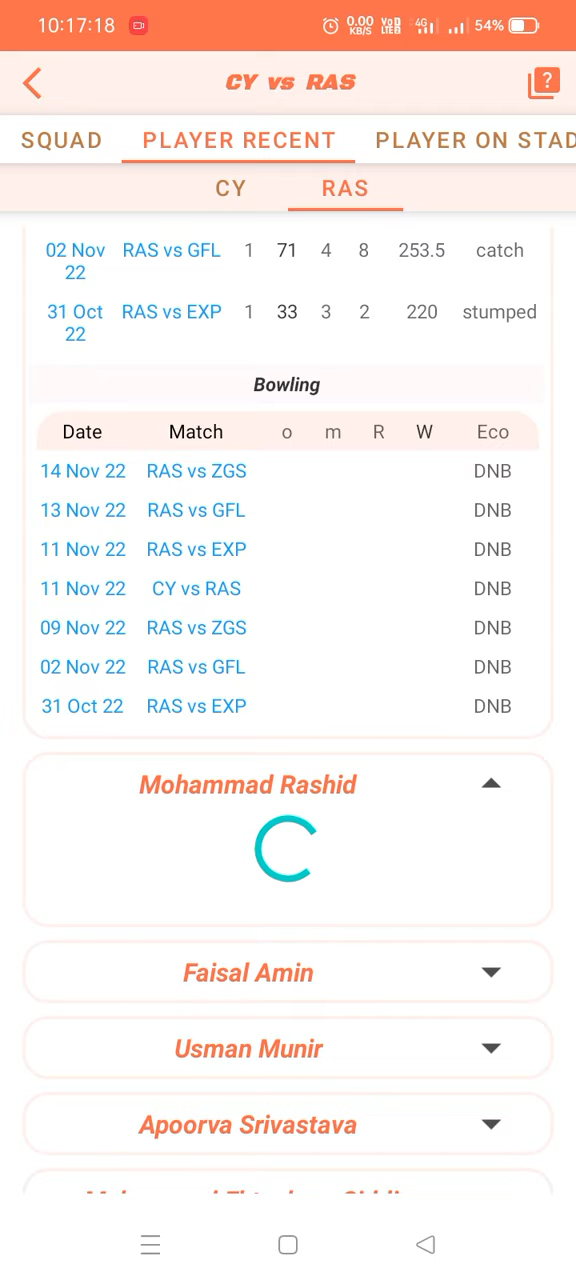 10:17:18 0.00 KB/S VoD LTE 4G 54%
CY vs RAS ?
SQUAD PLAYER RECENT PLAYER ON STAD
CY RAS
02 Nov 22 RAS vs GFL 1 71 4 8 253.5 catch
31 Oct 22 RAS vs EXP 1 33 3 2 220 stumped
Bowling
Date Match o m R W Eco
14 Nov 22 RAS vs ZGS DNB
13 Nov 22 RAS vs GFL DNB
11 Nov 22 RAS vs EXP DNB
11 Nov 22 CY vs RAS DNB
09 Nov 22 RAS vs ZGS DNB
02 Nov 22 RAS vs GFL DNB
31 Oct 22 RAS vs EXP DNB
Mohammad Rashid
Faisal Amin
Usman Munir
Apoorva Srivastava